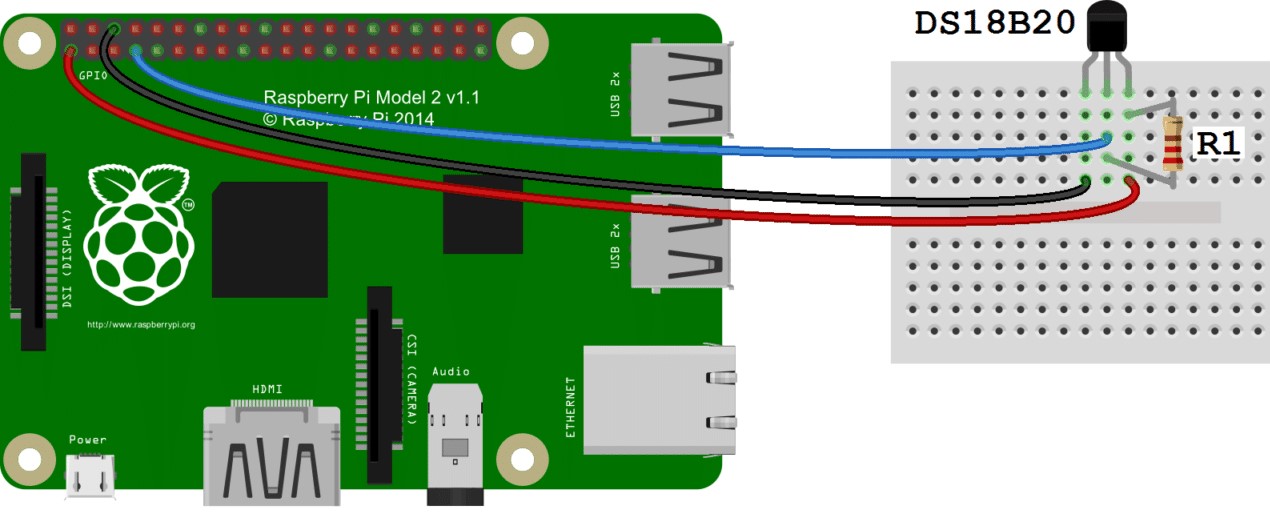 DS18B20
GPIO
USB 2x
Raspberry Pi Model 2 v1.1
© Raspberry Pi 2014
R1
TM
DSI (DISPLAY)
USB 2x
http://www.raspberrypi.org
CSI (CAMERA)
Audio
ETHERNET
HDMI
Power